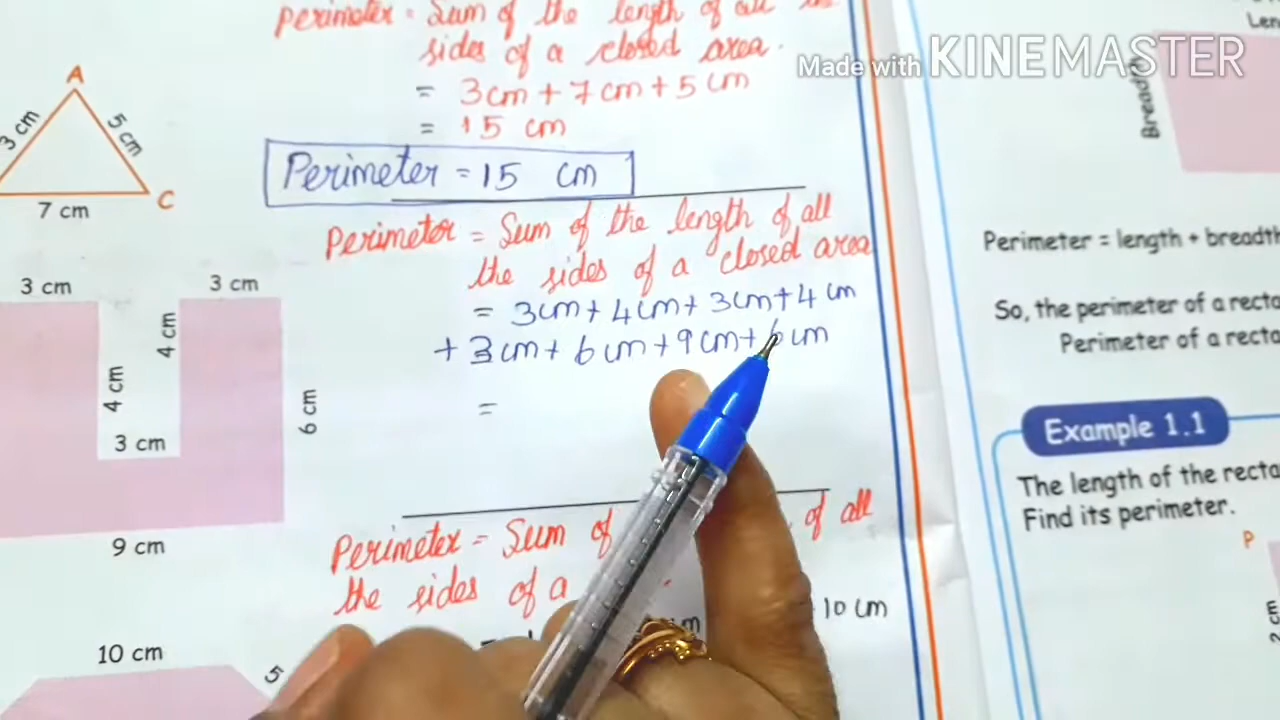 Perimeter = Sum of the length of all
sides of a closed area.
= 3cm + 7cm + 5cm
= 15 cm
Perimeter = 15 cm
A
3 cm
5 cm
7 cm
C
Perimeter = Sum of the length of all
the sides of a closed area
= 3cm + 4cm + 3cm + 4cm
+ 3cm + 6cm + 9cm + 6cm
=
3 cm
3 cm
4 cm
4 cm
3 cm
6 cm
9 cm
Perimeter = Sum of of all
the sides of a
10 cm
10 cm
5
Made with KINEMASTER
Breadth
Perimeter = length + breadth
So, the perimeter of a
Perimeter of a
Example 1.1
The length of the
Find its perimeter.
P